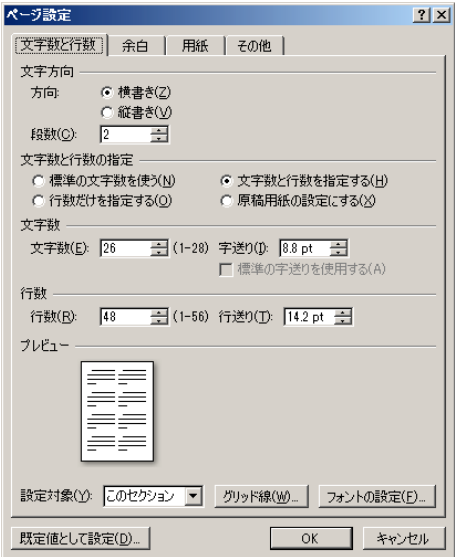 ページ設定
文字数と行数 余白 用紙 その他
文字方向
方向: 横書き(Z)
縦書き(V)
段数(C): 2
文字数と行数の指定
標準の文字数を使う(N) 文字数と行数を指定する(H)
行数だけを指定する(O) 原稿用紙の設定にする(X)
文字数
文字数(E): 26 (1-28) 字送り(I): 8.8 pt
標準の字送りを使用する(A)
行数
行数(R): 48 (1-56) 行送り(T): 14.2 pt
プレビュー
設定対象(Y): このセクション グリッド線(W)... フォントの設定(F)...
既定値として設定(D)... OK キャンセル